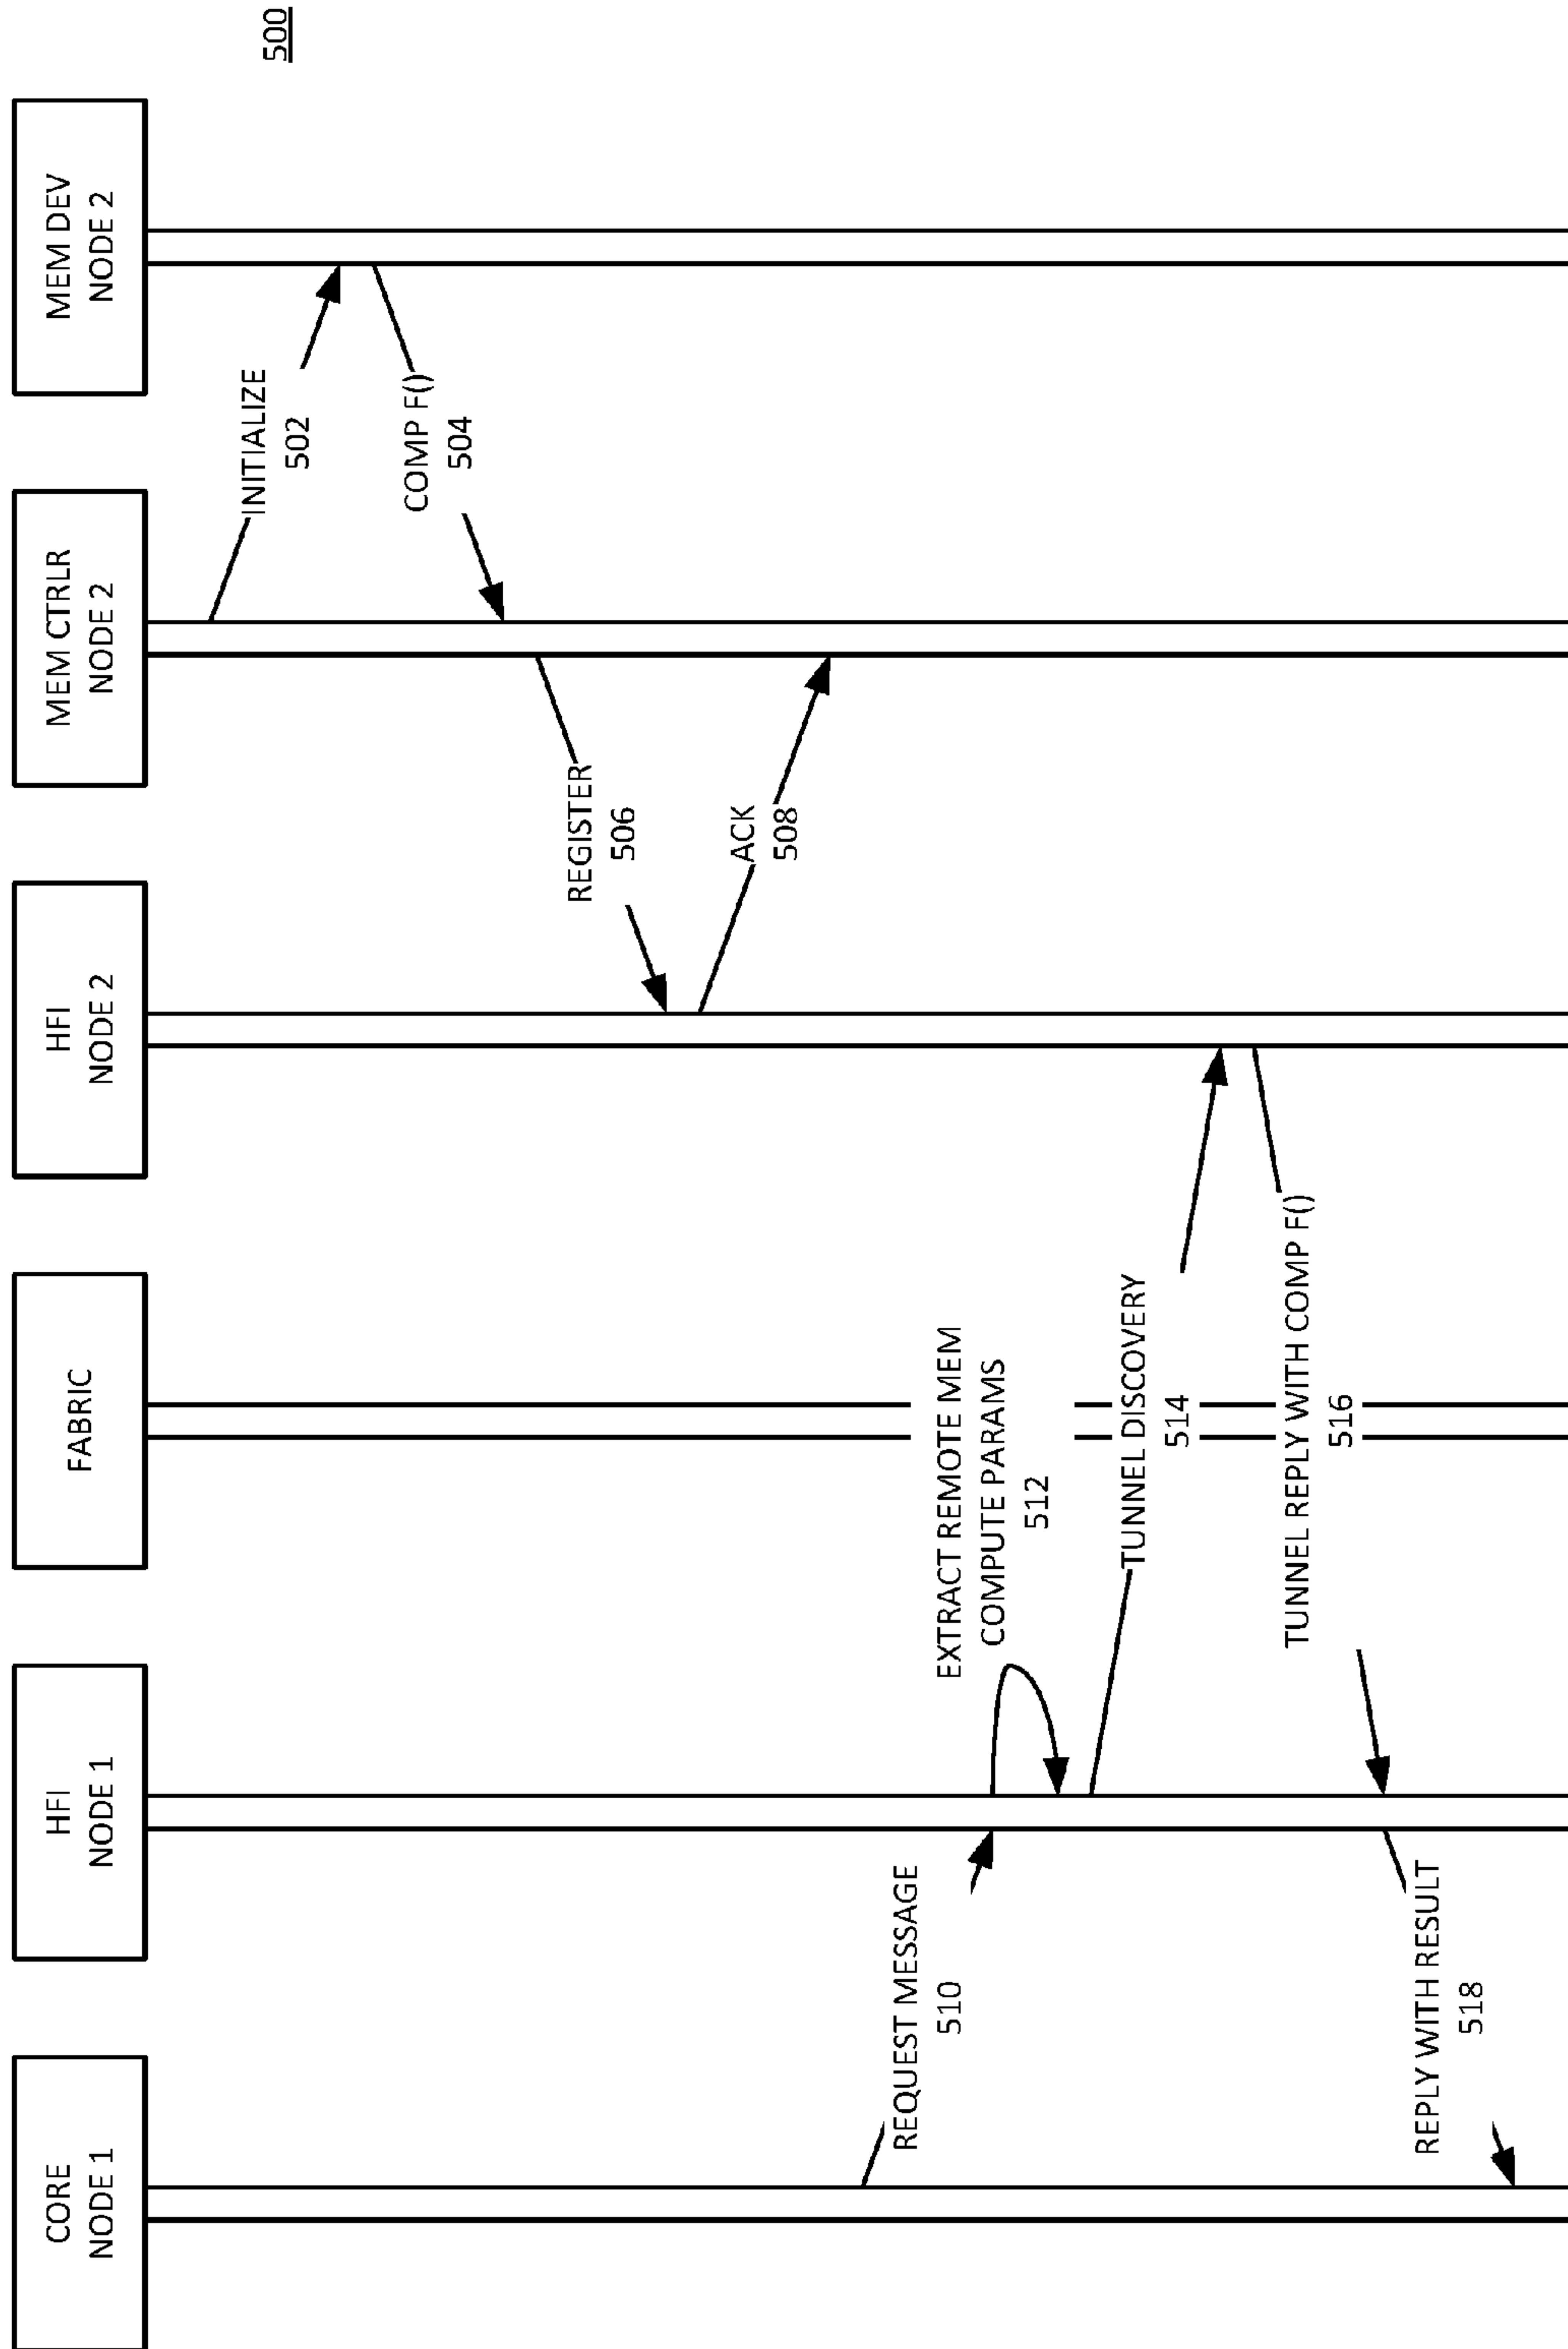 500
CORE
NODE 1
HFI
NODE 1
FABRIC
HFI
NODE 2
MEM CTRLR
NODE 2
MEM DEV
NODE 2
INITIALIZE
502
COMP F()
504
REGISTER
506
ACK
508
REQUEST MESSAGE
510
EXTRACT REMOTE MEM
COMPUTE PARAMS
512
TUNNEL DISCOVERY
514
TUNNEL REPLY WITH COMP F()
516
REPLY WITH RESULT
518